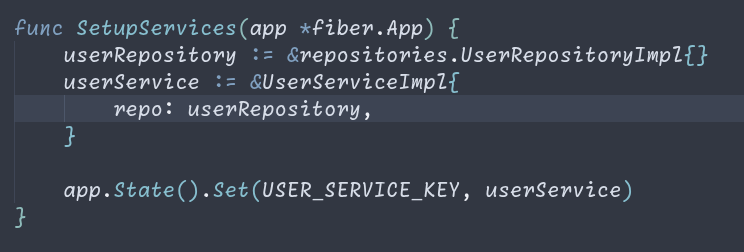 func SetupServices(app *fiber.App) {
    userRepository := &repositories.UserRepositoryImpl{}
    userService := &UserServiceImpl{
        repo: userRepository,
    }

    app.State().Set(USER_SERVICE_KEY, userService)
}